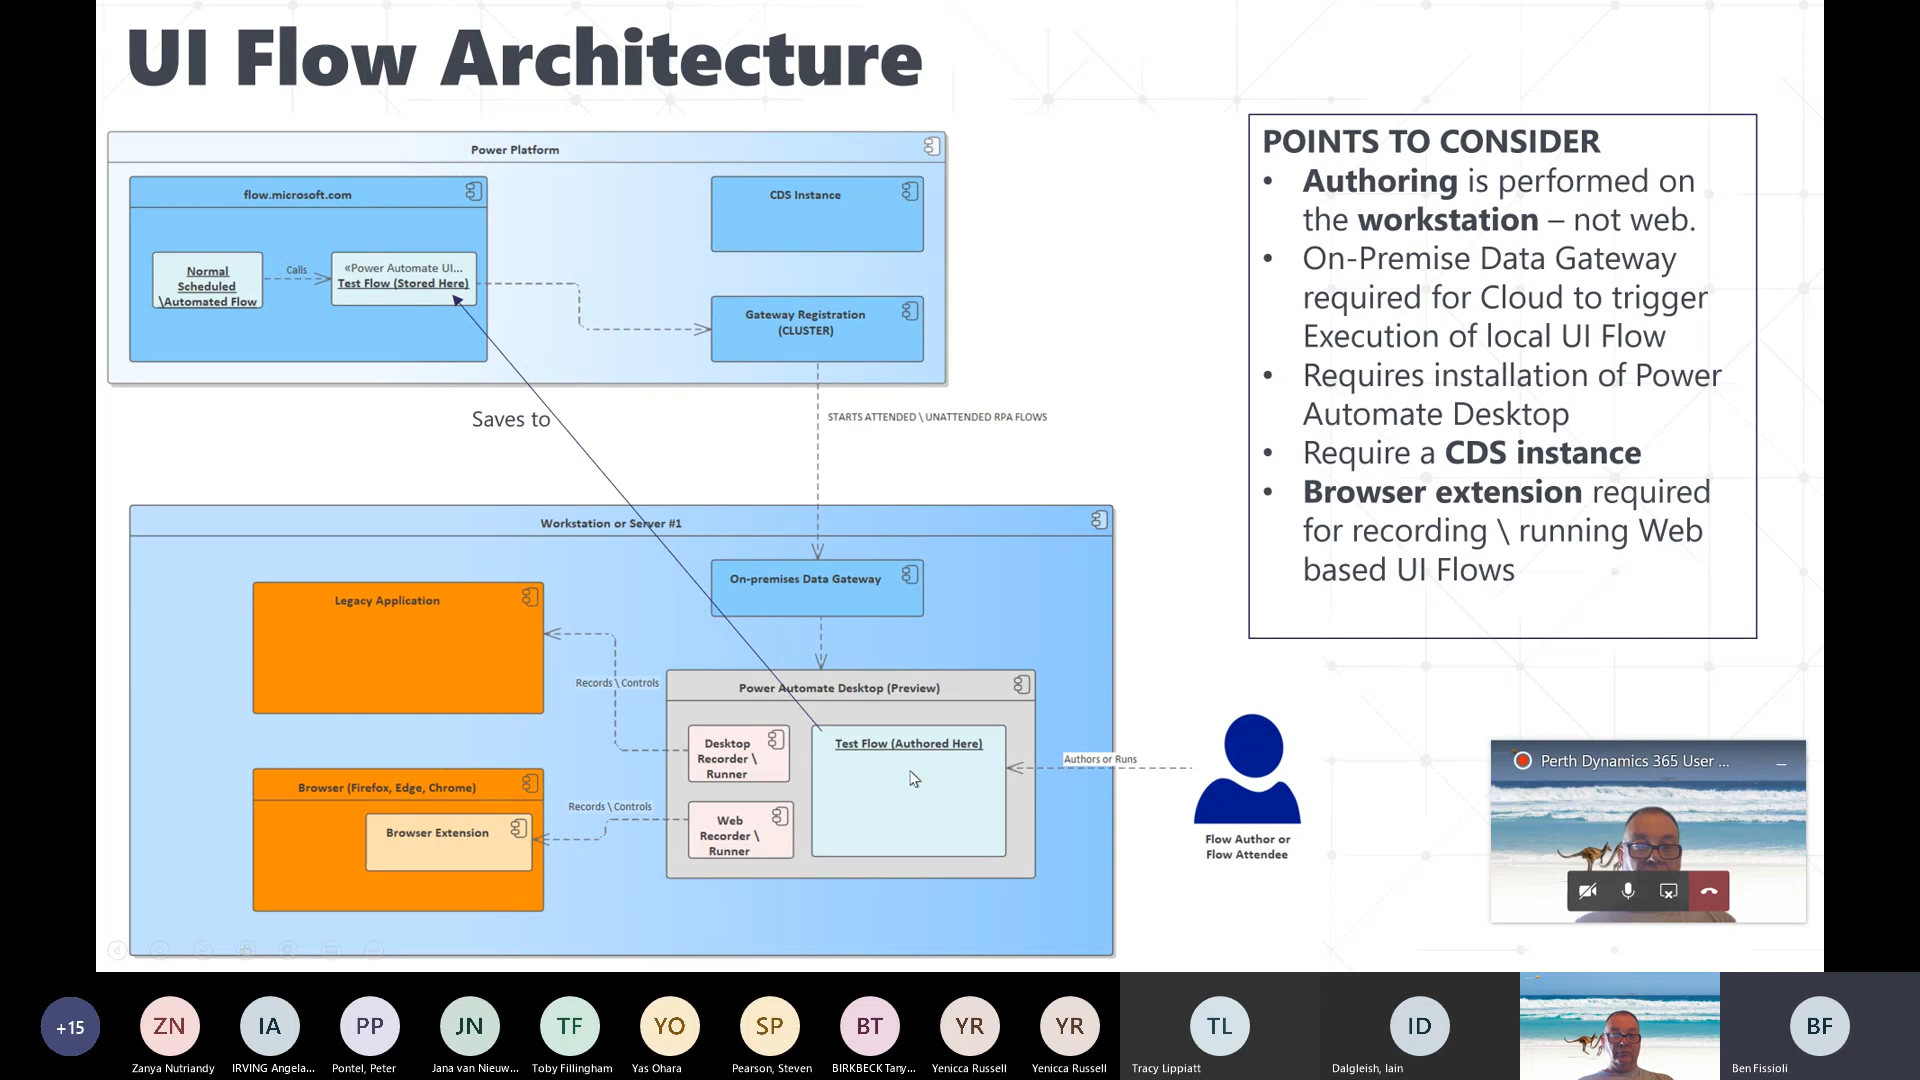 UI Flow Architecture
Power Platform
flow.microsoft.com
Normal
Scheduled
\Automated Flow
Calls
«Power Automate UI...
Test Flow (Stored Here)
CDS Instance
Gateway Registration
(CLUSTER)
Saves to
STARTS ATTENDED \ UNATTENDED RPA FLOWS
Workstation or Server #1
Legacy Application
On-premises Data Gateway
Records \ Controls
Power Automate Desktop (Preview)
Desktop
Recorder \
Runner
Test Flow (Authored Here)
Authors or Runs
Browser (Firefox, Edge, Chrome)
Browser Extension
Records \ Controls
Web
Recorder \
Runner
Flow Author or
Flow Attendee
POINTS TO CONSIDER
• Authoring is performed on
the workstation – not web.
• On-Premise Data Gateway
required for Cloud to trigger
Execution of local UI Flow
• Requires installation of Power
Automate Desktop
• Require a CDS instance
• Browser extension required
for recording \ running Web
based UI Flows
Perth Dynamics 365 User ...
+15
ZN
IA
PP
JN
TF
YO
SP
BT
YR
YR
TL
ID
BF
Zanya Nutriandy
IRVING Angela...
Pontel, Peter
Jana van Nieuw...
Toby Fillingham
Yas Ohara
Pearson, Steven
BIRKBECK Tany...
Yenicca Russell
Yenicca Russell
Tracy Lippiatt
Dalgleish, Iain
Ben Fissioli